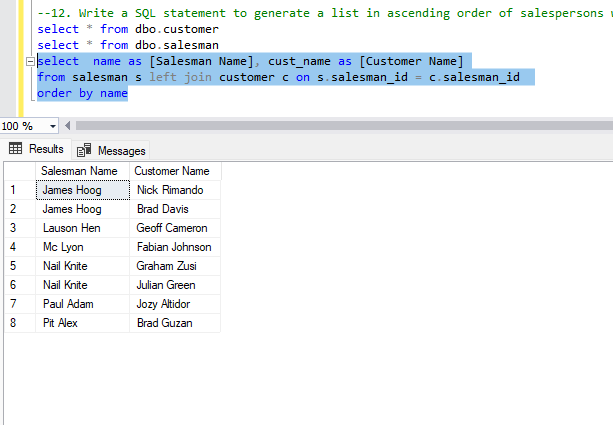 --12. Write a SQL statement to generate a list in ascending order of salespersons
select * from dbo.customer
select * from dbo.salesman
select  name as [Salesman Name], cust_name as [Customer Name]
from salesman s left join customer c on s.salesman_id = c.salesman_id
order by name
100 %
Results Messages
Salesman Name Customer Name
1 James Hoog Nick Rimando
2 James Hoog Brad Davis
3 Lauson Hen Geoff Cameron
4 Mc Lyon Fabian Johnson
5 Nail Knite Graham Zusi
6 Nail Knite Julian Green
7 Paul Adam Jozy Altidor
8 Pit Alex Brad Guzan